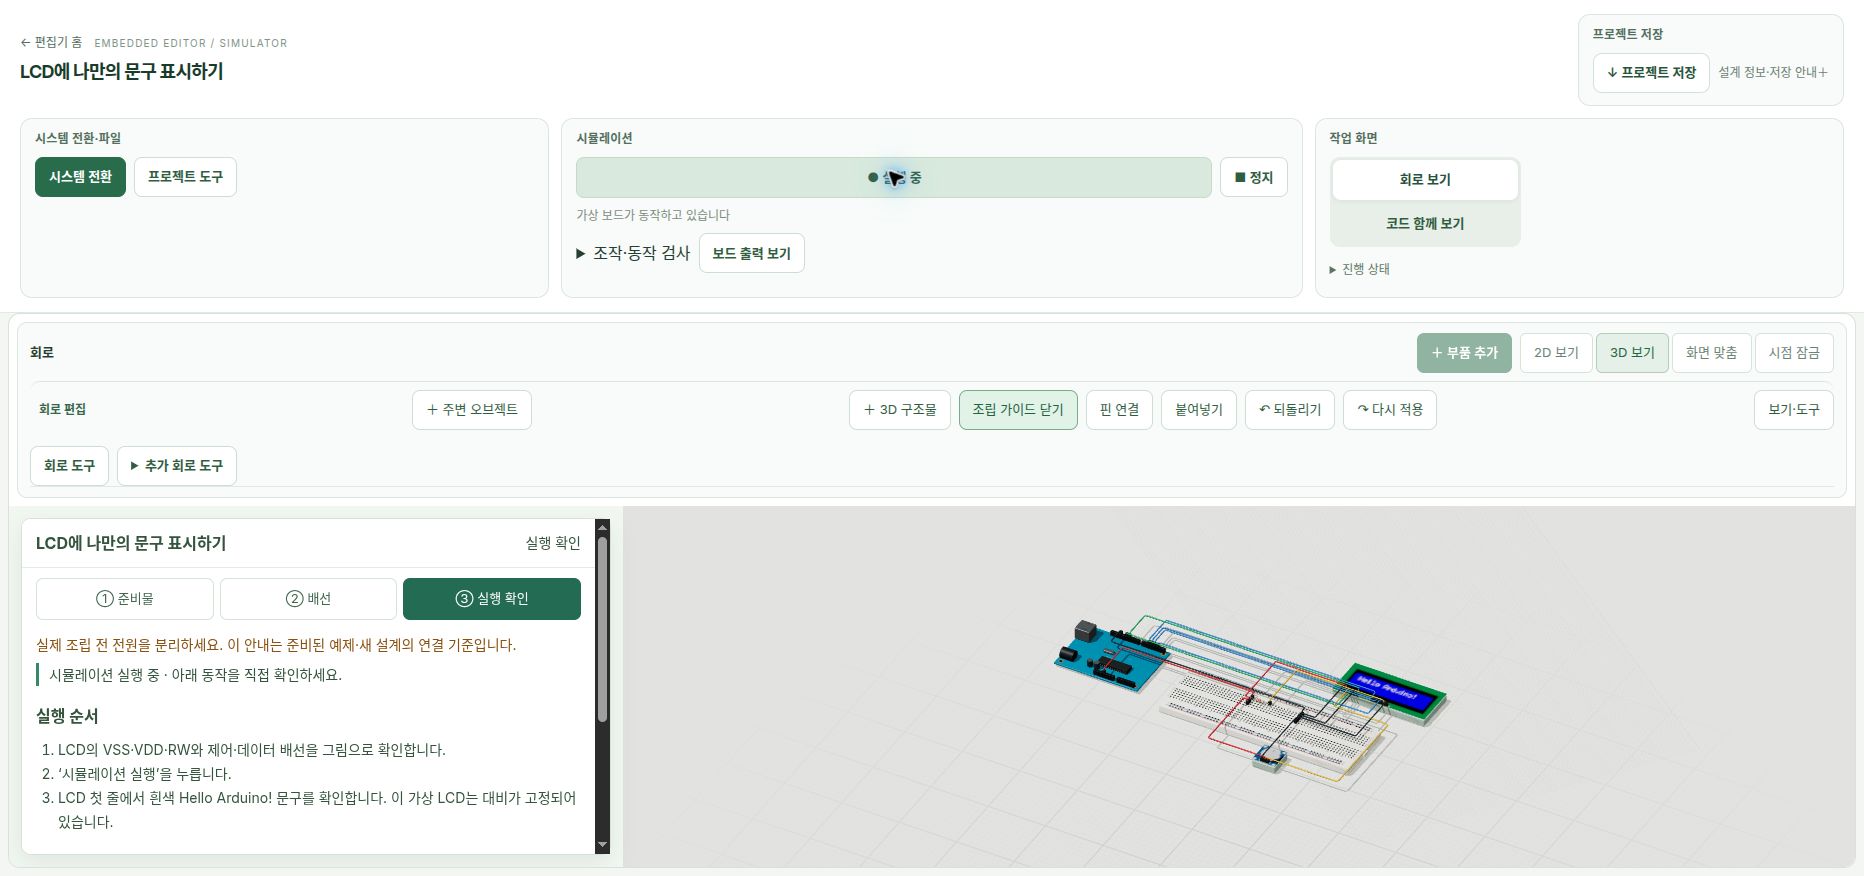 ← 편집기 홈 EMBEDDED EDITOR / SIMULATOR
LCD에 나만의 문구 표시하기
프로젝트 저장
↓ 프로젝트 저장 설계 정보·저장 안내＋
시스템 전환·파일
시스템 전환 프로젝트 도구
시뮬레이션
● 중
■ 정지
가상 보드가 동작하고 있습니다
▶ 조작·동작 검사 보드 출력 보기
작업 화면
회로 보기
코드 함께 보기
▶ 진행 상태
회로
＋ 부품 추가 2D 보기 3D 보기 화면 맞춤 시점 잠금
회로 편집 ＋ 주변 오브젝트 ＋ 3D 구조물 조립 가이드 닫기 핀 연결 붙여넣기 ↶ 되돌리기 ↷ 다시 적용 보기·도구
회로 도구 ▶ 추가 회로 도구
LCD에 나만의 문구 표시하기 실행 확인
① 준비물 ② 배선 ③ 실행 확인
실제 조립 전 전원을 분리하세요. 이 안내는 준비된 예제·새 설계의 연결 기준입니다.
시뮬레이션 실행 중 · 아래 동작을 직접 확인하세요.
실행 순서
1. LCD의 VSS·VDD·RW와 제어·데이터 배선을 그림으로 확인합니다.
2. ‘시뮬레이션 실행’을 누릅니다.
3. LCD 첫 줄에서 흰색 Hello Arduino! 문구를 확인합니다. 이 가상 LCD는 대비가 고정되어
있습니다.
Hello Arduino!